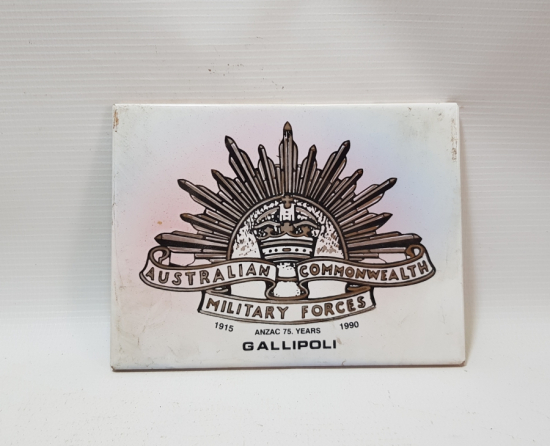 AUSTRALIAN COMMONWEALTH
MILITARY FORCES
1915 ANZAC 75. YEARS 1990
GALLIPOLI